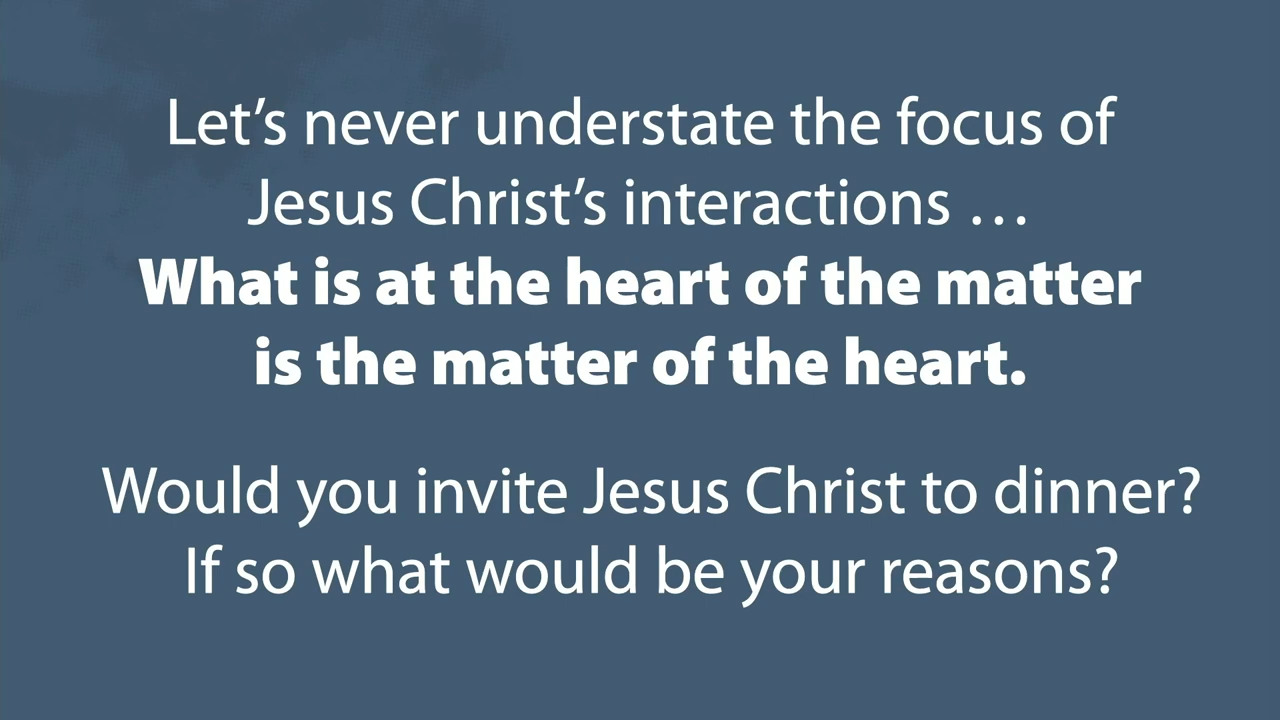 Let’s never understate the focus of
Jesus Christ’s interactions …
What is at the heart of the matter
is the matter of the heart.
Would you invite Jesus Christ to dinner?
If so what would be your reasons?